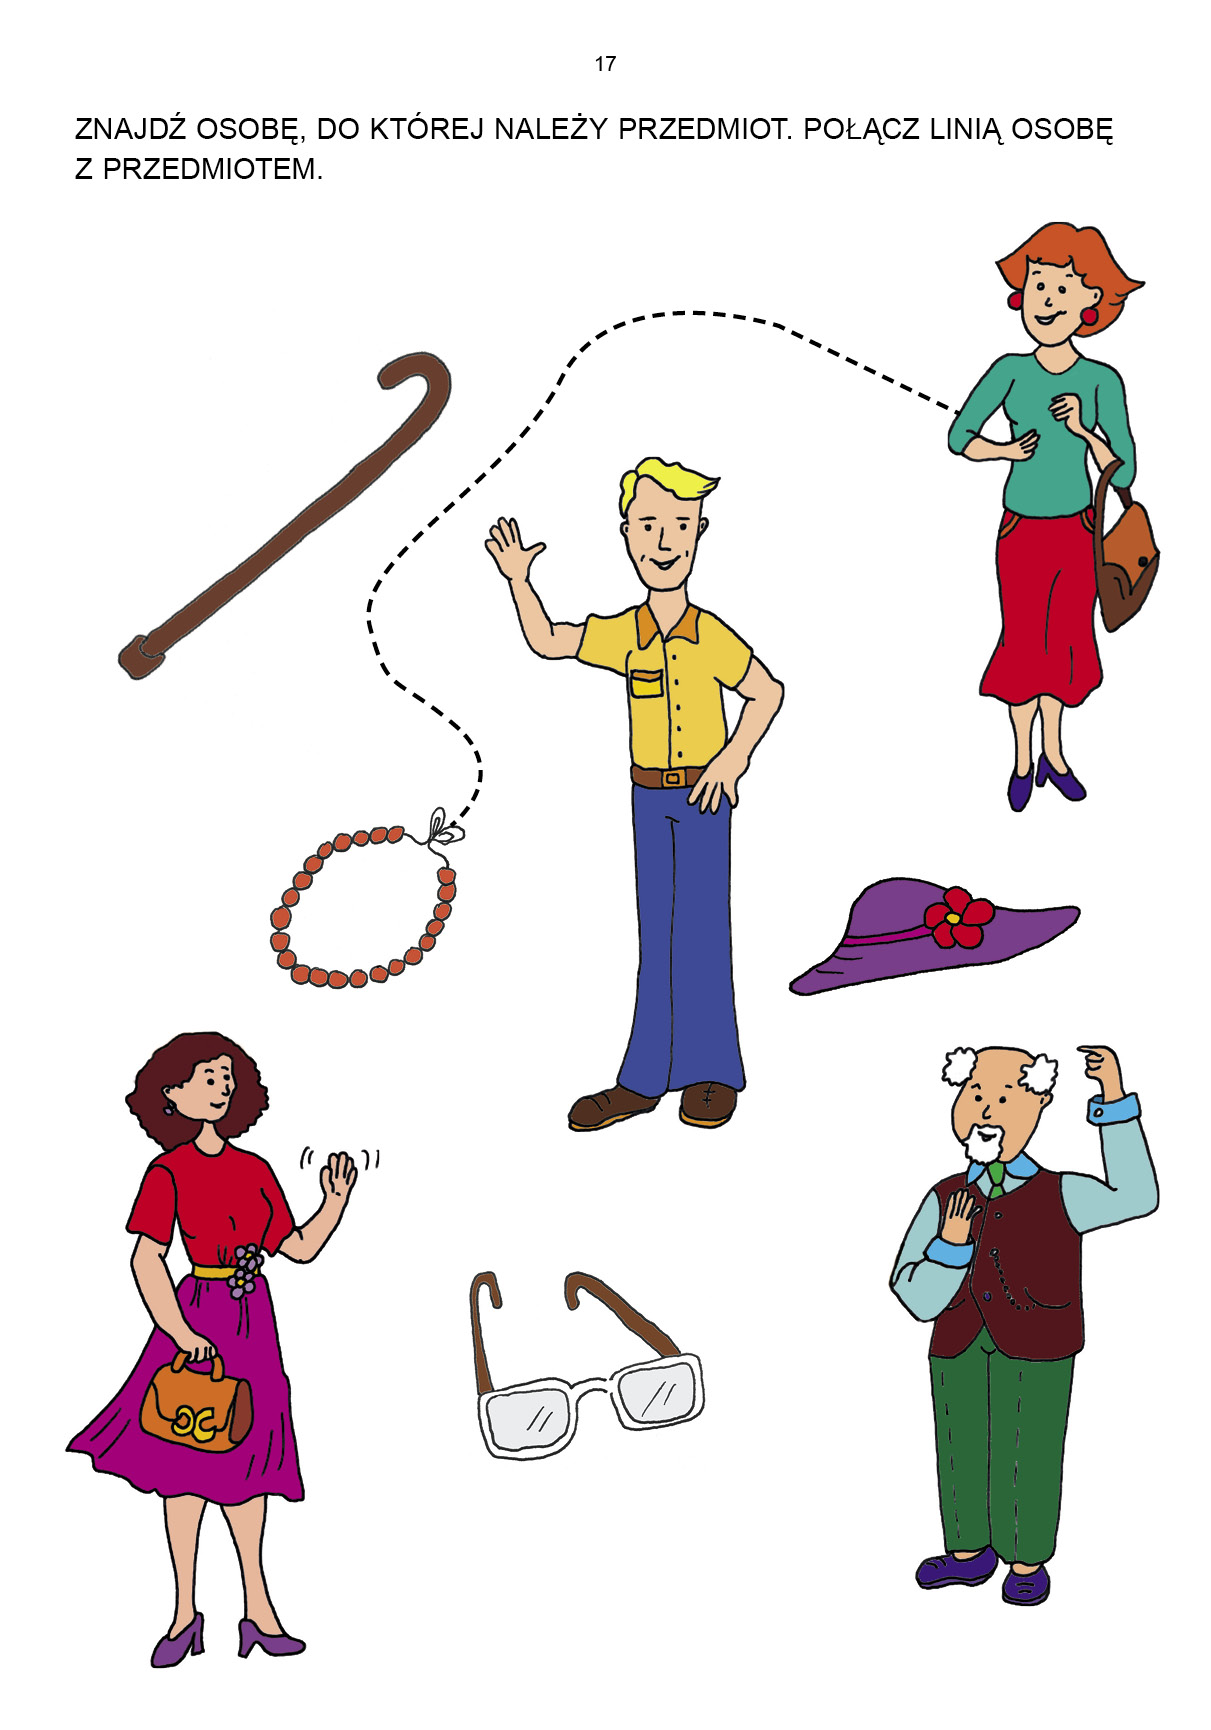 17
ZNAJDŹ OSOBĘ, DO KTÓREJ NALEŻY PRZEDMIOT. POŁĄCZ LINIĄ OSOBĘ
Z PRZEDMIOTEM.